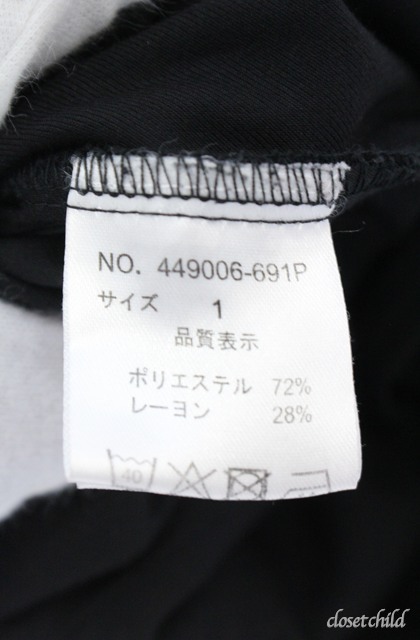 NO. 449006-691P
サイズ 1
品質表示
ポリエステル 72%
レーヨン 28%
40
closetchild